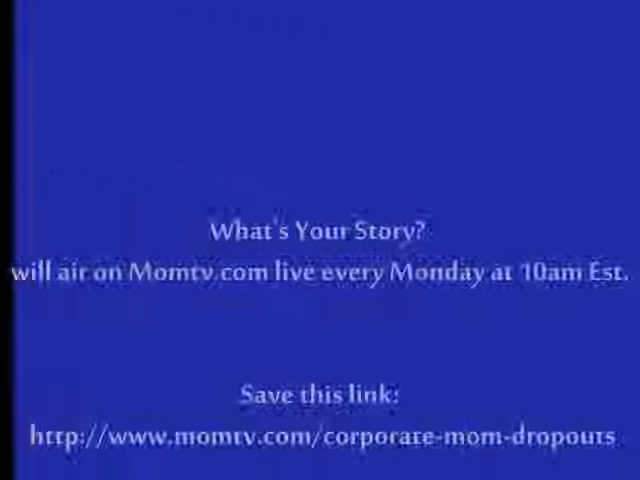 What's Your Story?
will air on Momtv.com live every Monday at 10am Est.
Save this link:
http://www.momtv.com/corporate-mom-dropouts